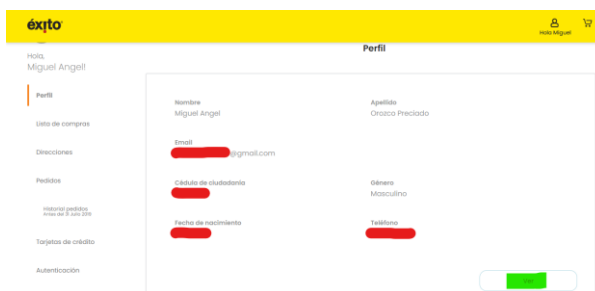 éxito
Hola Miguel
Perfil
Hola,
Miguel Angel!
Perfil
Lista de compras
Direcciones
Pedidos
Historial pedidos
Antes del 31 Julio 2019
Tarjetas de crédito
Autenticación
Nombre
Miguel Angel
Apellido
Orozco Preciado
Email
@gmail.com
Cédula de ciudadanía
Género
Masculino
Fecha de nacimiento
Teléfono